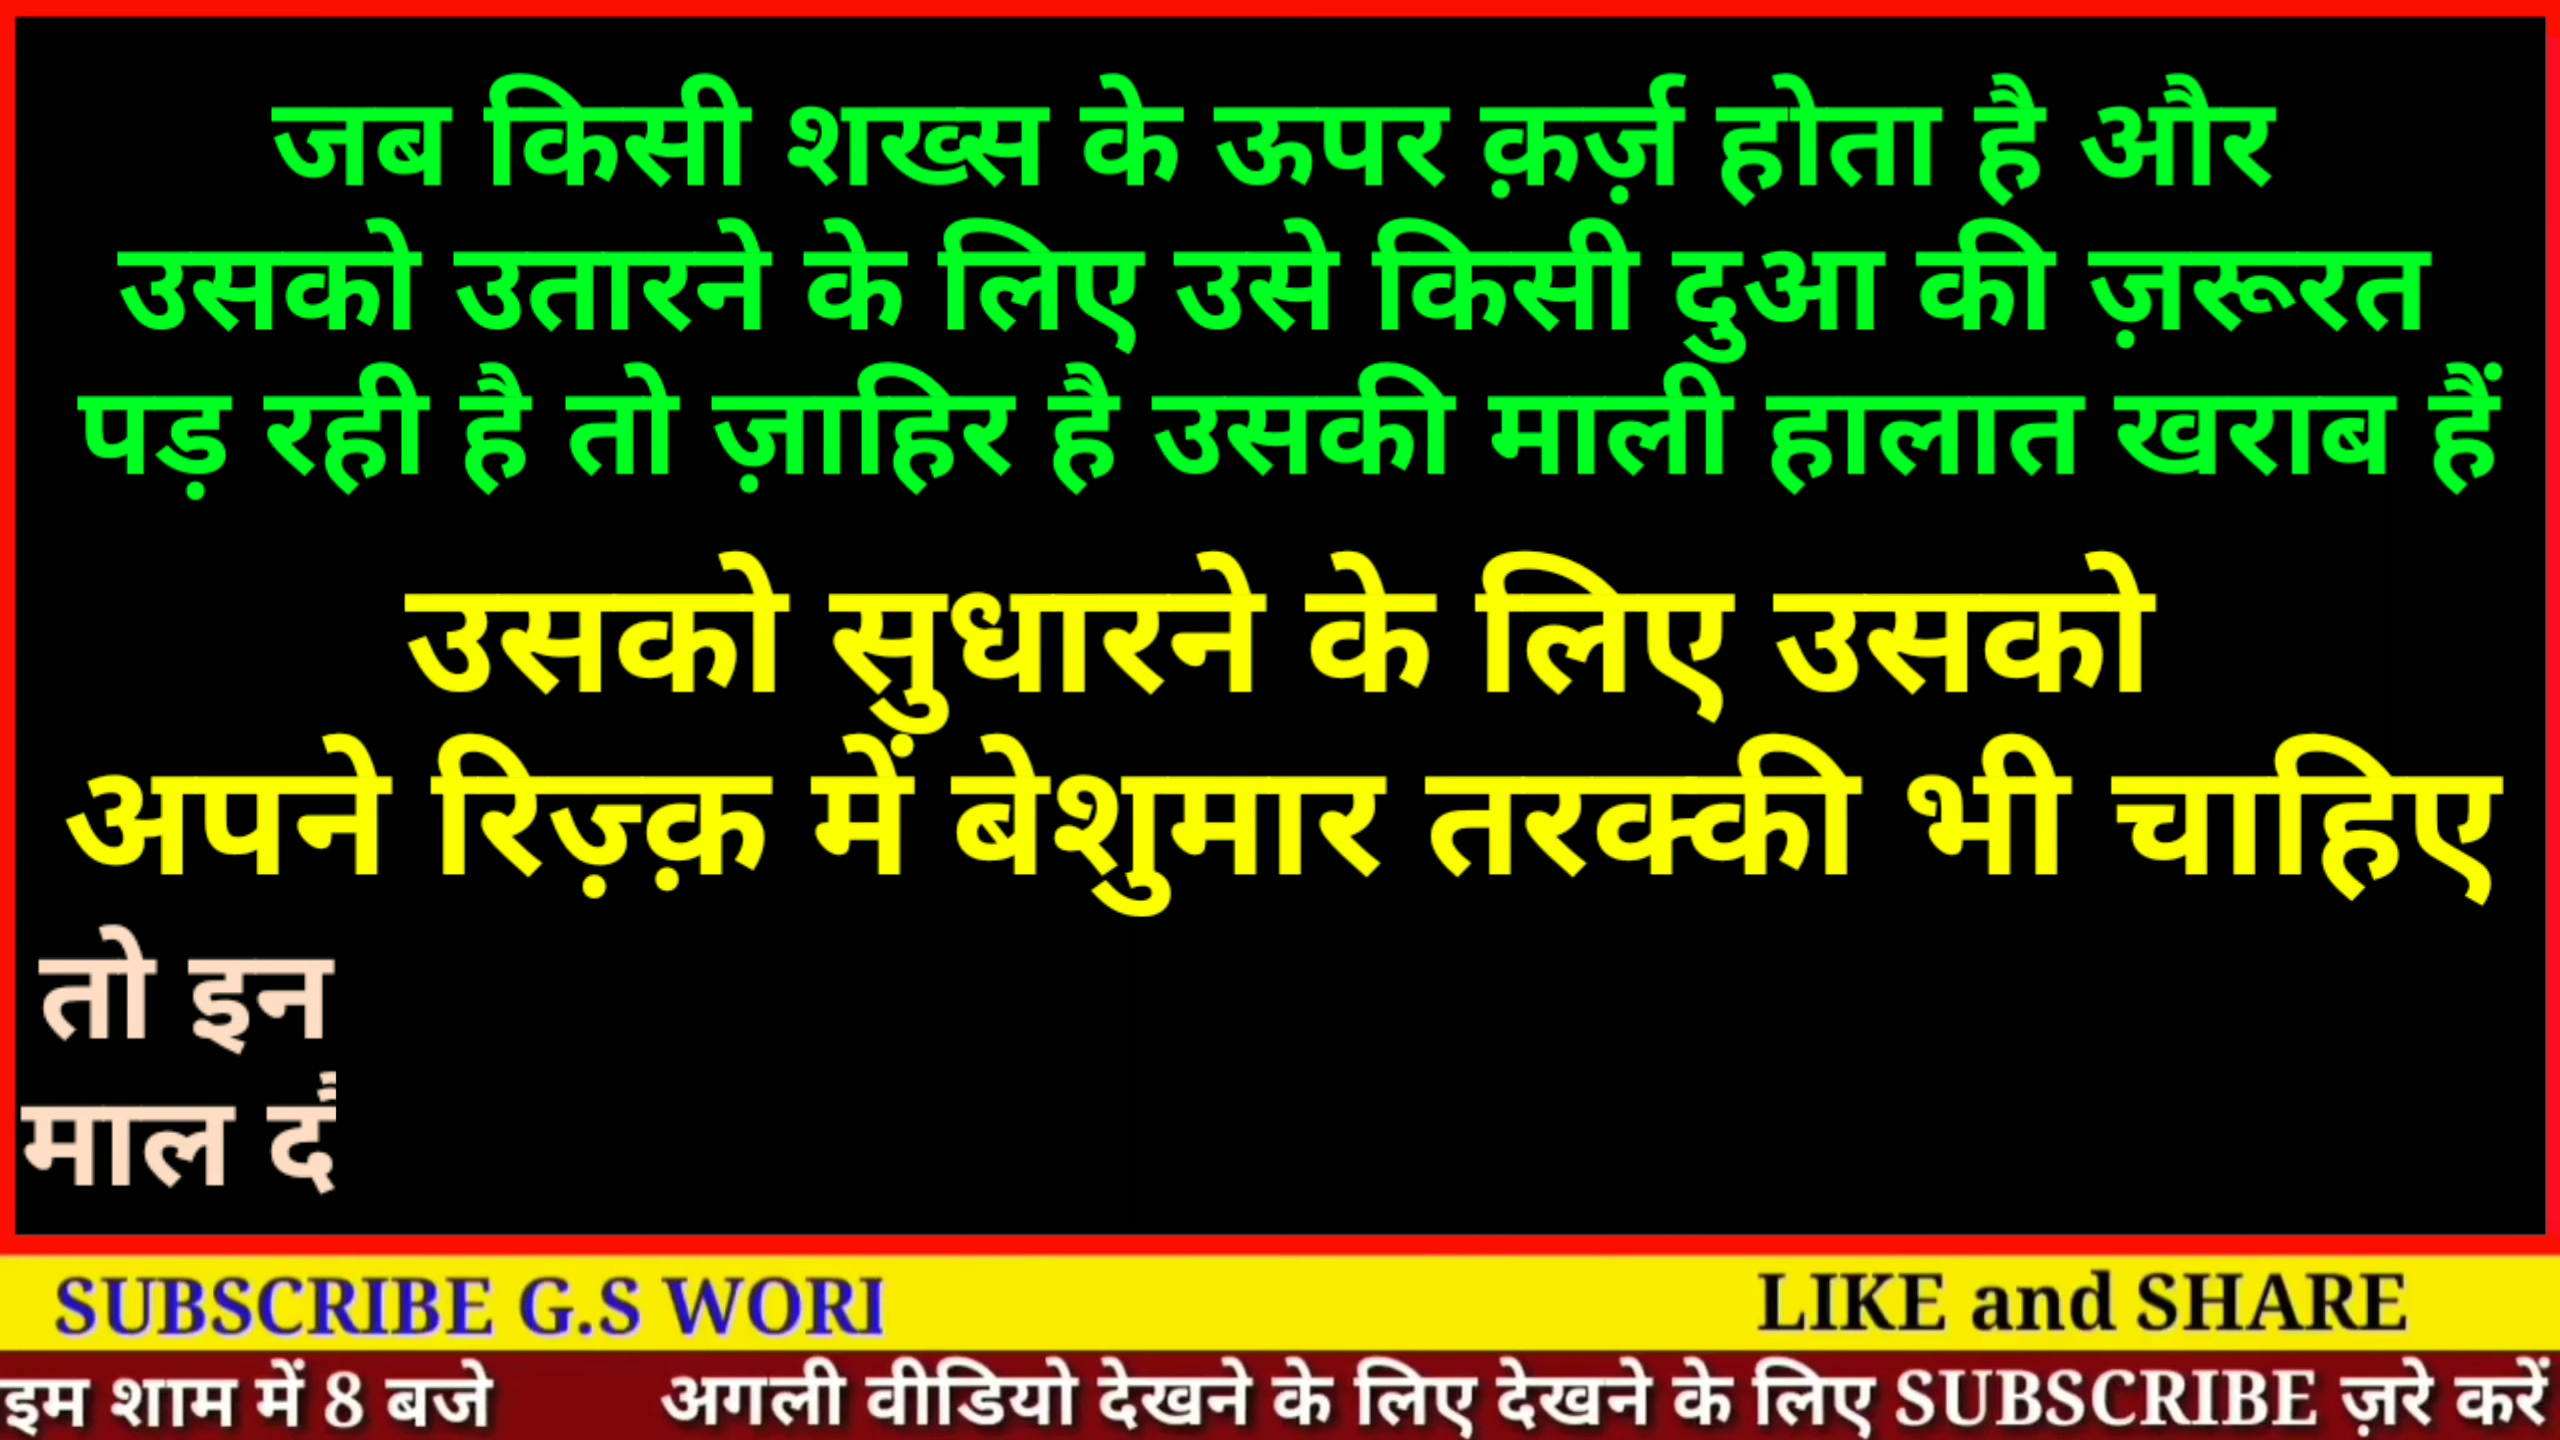 जब किसी शख्स के ऊपर क़र्ज़ होता है और
उसको उतारने के लिए उसे किसी दुआ की ज़रूरत
पड़ रही है तो ज़ाहिर है उसकी माली हालात खराब हैं
उसको सुधारने के लिए उसको
अपने रिज़्क़ में बेशुमार तरक्की भी चाहिए
तो इन
माल
SUBSCRIBE G.S WORI
LIKE and SHARE
इम शाम में 8 बजे अगली वीडियो देखने के लिए देखने के लिए SUBSCRIBE ज़रे करें